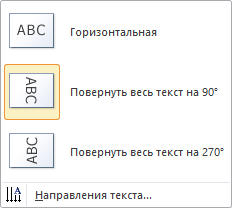 ABC Горизонтальная
ABC Повернуть весь текст на 90°
ABC Повернуть весь текст на 270°
A Направления текста...